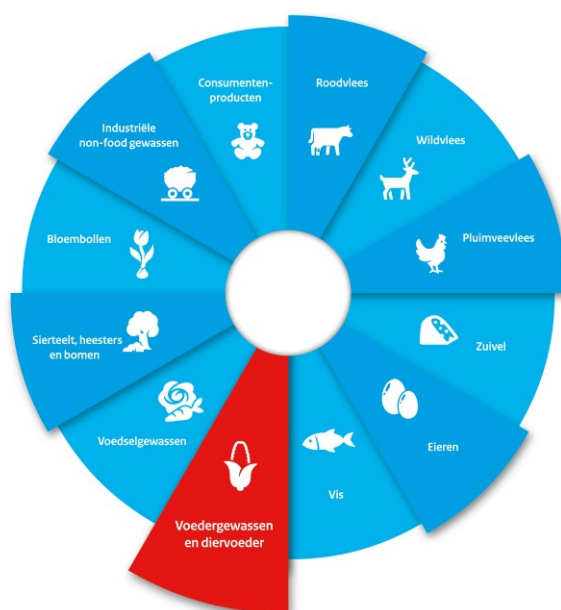 Consumenten-
producten
Roodvlees
Wildvlees
Pluimveevlees
Zuivel
Eieren
Vis
Voedergewassen
en diervoeder
Voedselgewassen
Sierteelt, heesters
en bomen
Bloembollen
Industriële
non-food gewassen